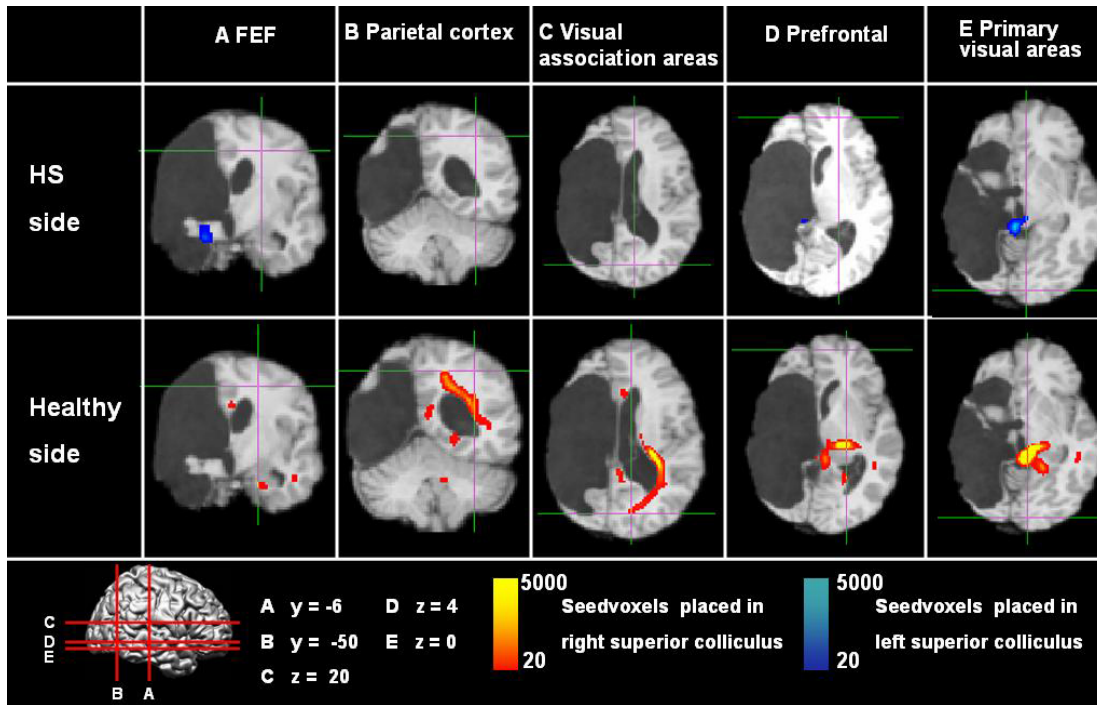 A FEF
B Parietal cortex
C Visual
association areas
D Prefrontal
E Primary
visual areas
HS
side
Healthy
side
C
D
E
B A
A y = -6 D z = 4
B y = -50 E z = 0
C z = 20
5000
Seedvoxels placed in
right superior colliculus
20
5000
Seedvoxels placed in
left superior colliculus
20